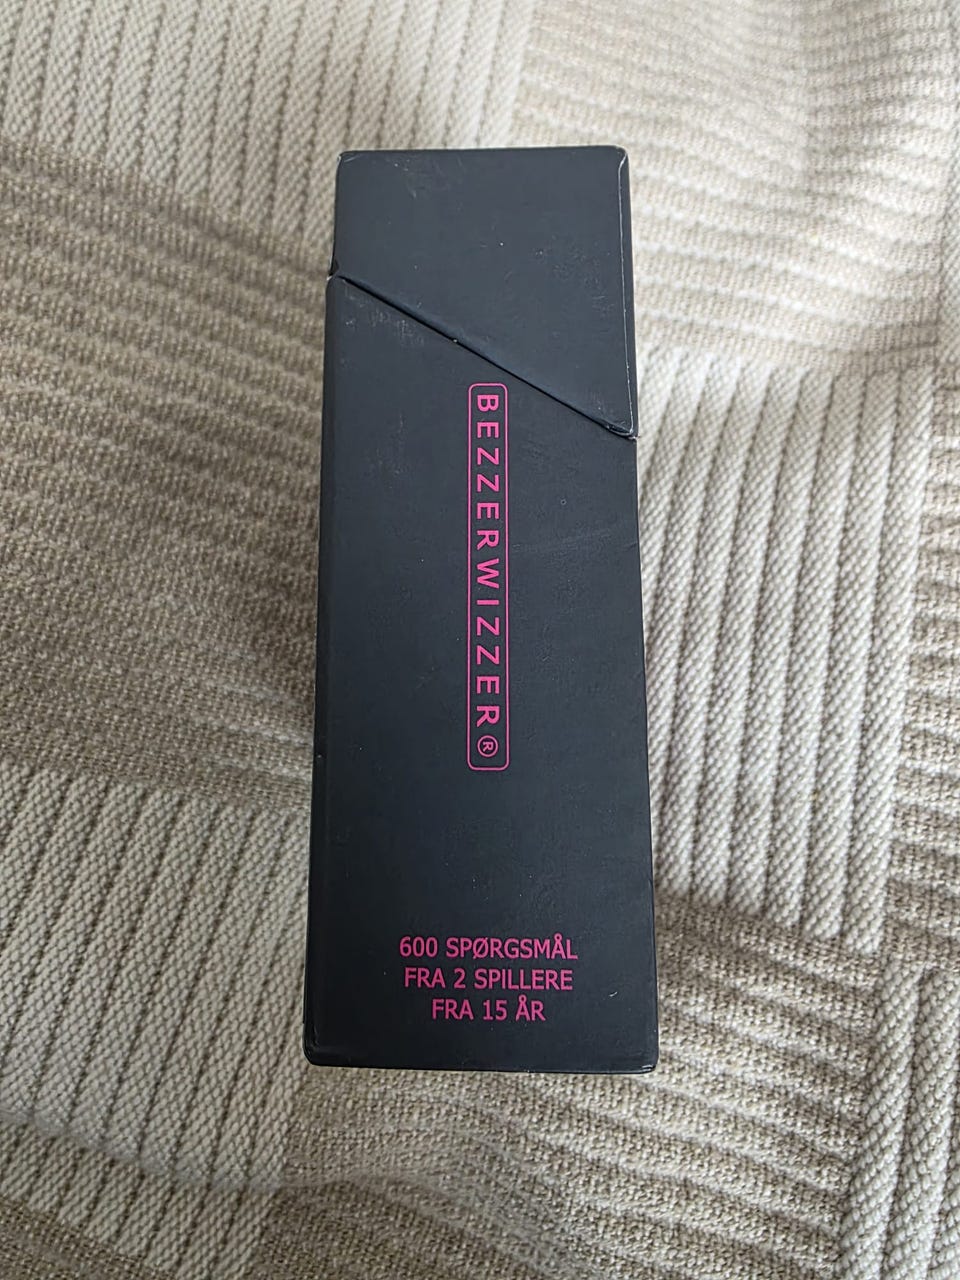 BEZZERWIZZER®
600 SPØRGSMÅL
FRA 2 SPILLERE
FRA 15 ÅR